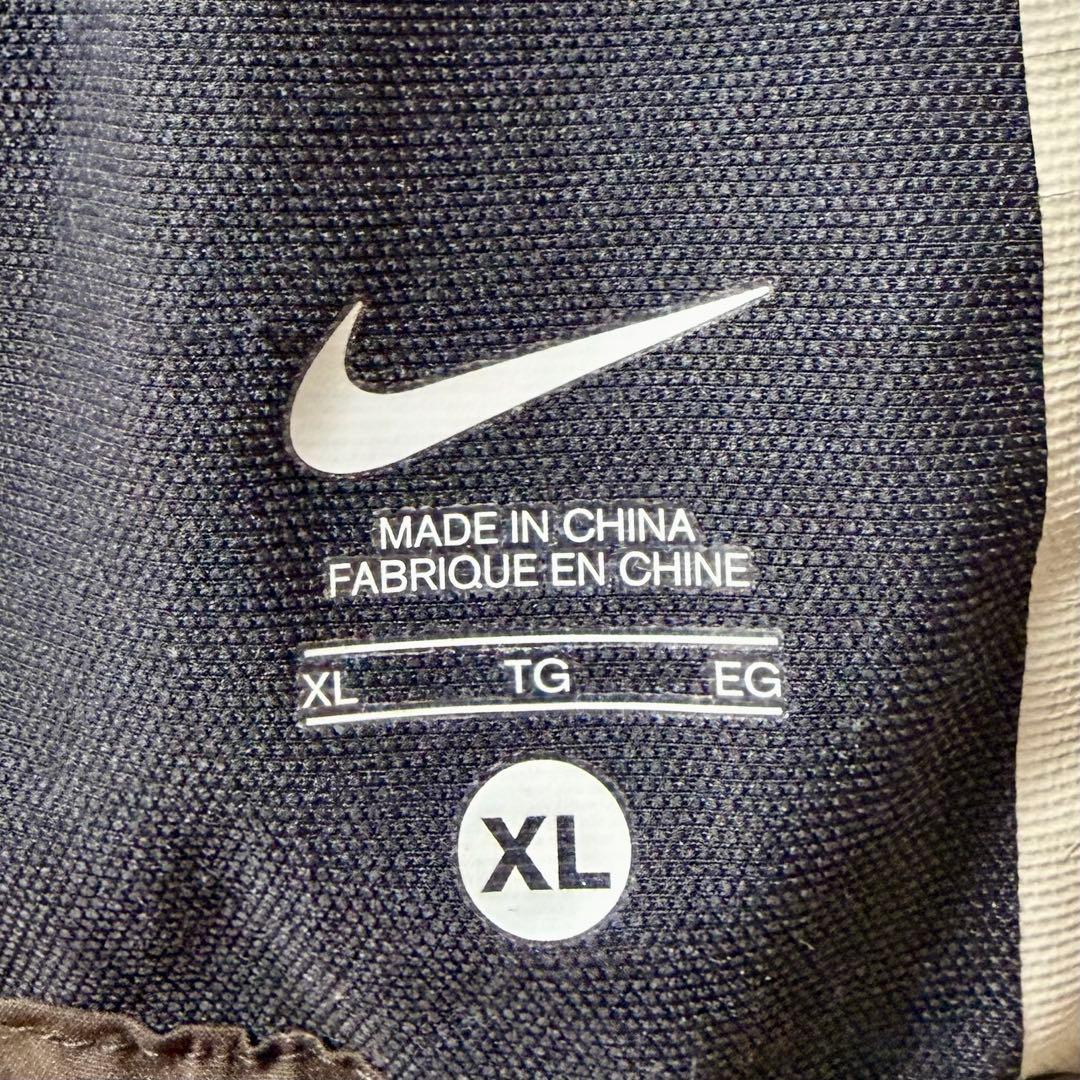 MADE IN CHINA
FABRIQUE EN CHINE
XL TG EG
XL